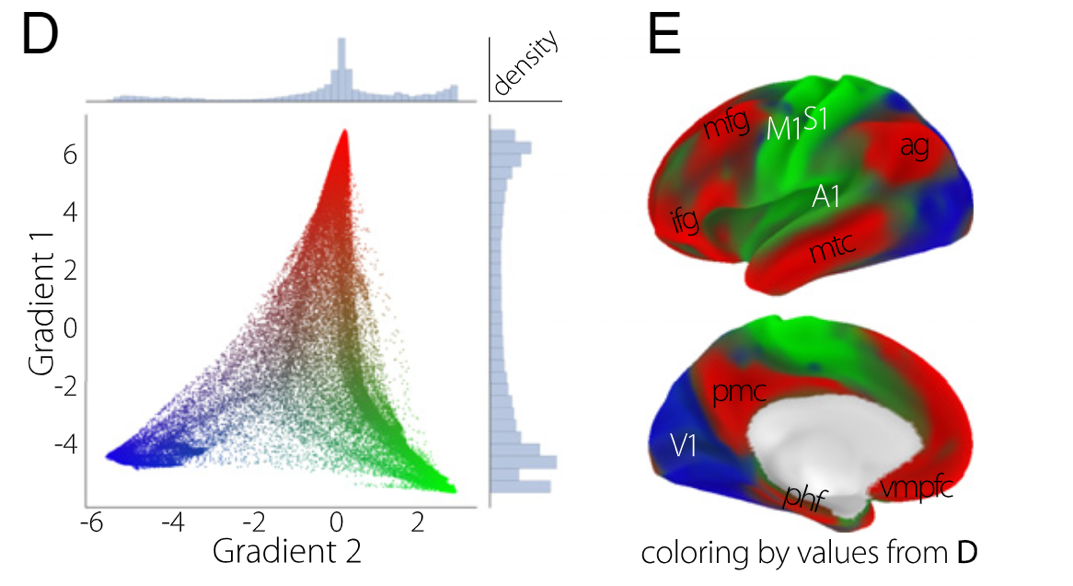 D
E
density
6
4
2
0
-2
-4
Gradient 1
-6 -4 -2 0 2
Gradient 2
mfg
M1
S1
ag
A1
ifg
mtc
pmc
V1
phf
vmpfc
coloring by values from D